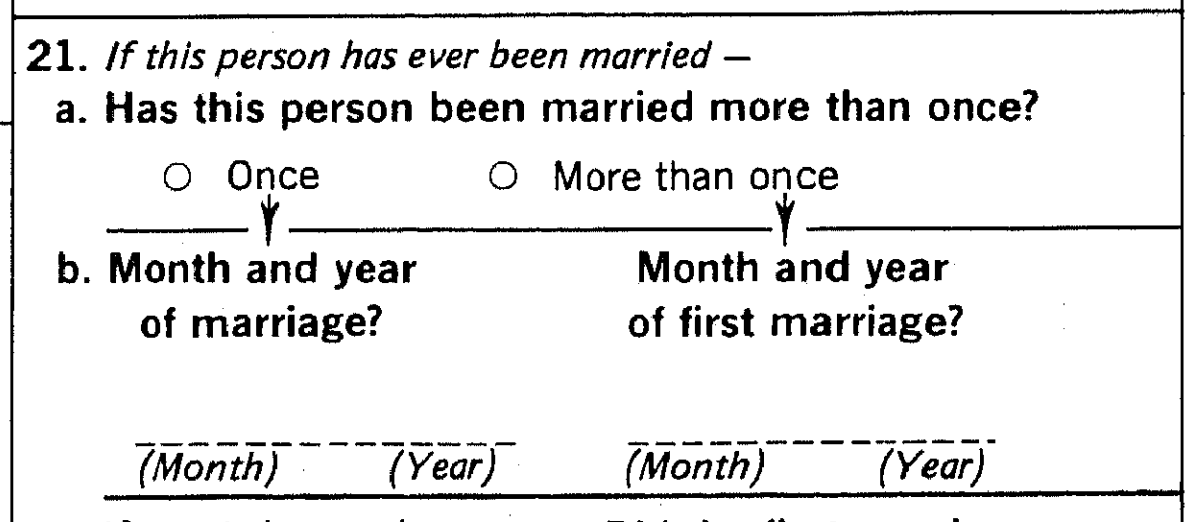 21. If this person has ever been married —
a. Has this person been married more than once?
○ Once ○ More than once
b. Month and year Month and year
of marriage? of first marriage?
(Month) (Year) (Month) (Year)